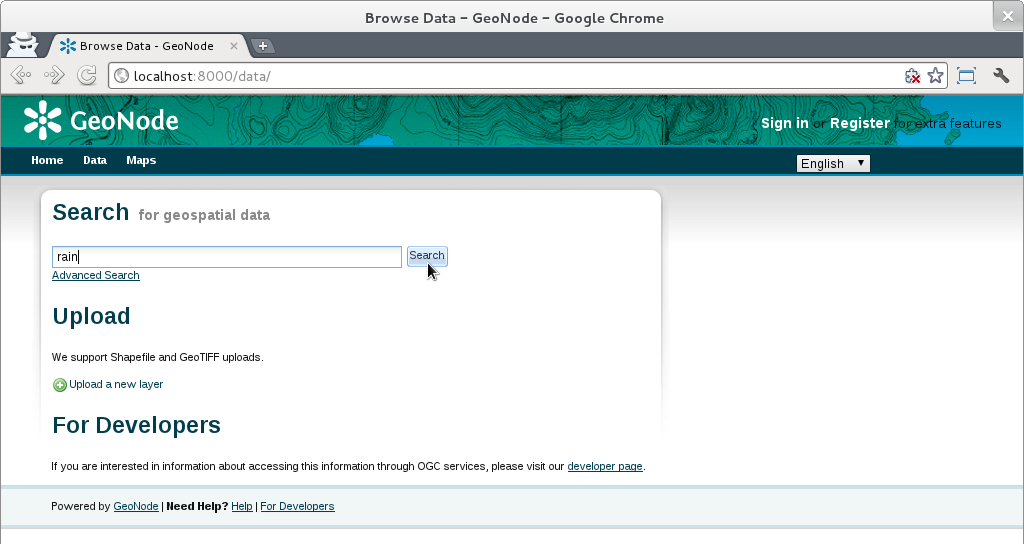 Browse Data – GeoNode – Google Chrome
Browse Data - GeoNode
localhost:8000/data/
GeoNode
Sign in or Register for extra features
Home Data Maps
English
Search for geospatial data
rain Search
Advanced Search
Upload
We support Shapefile and GeoTIFF uploads.
Upload a new layer
For Developers
If you are interested in information about accessing this information through OGC services, please visit our developer page.
Powered by GeoNode | Need Help? Help | For Developers